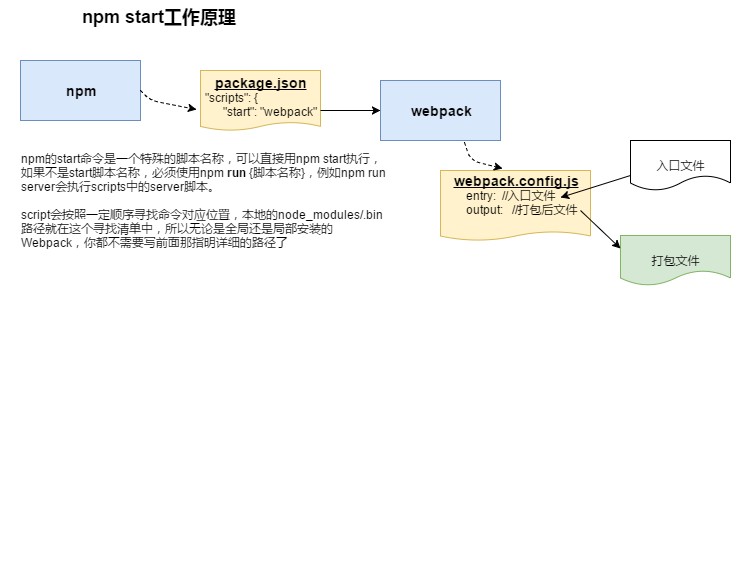 npm start工作原理
npm
package.json
"scripts": {
"start": "webpack"
webpack
npm的start命令是一个特殊的脚本名称，可以直接用npm start执行，
如果不是start脚本名称，必须使用npm run {脚本名称}，例如npm run
server会执行scripts中的server脚本。
script会按照一定顺序寻找命令对应位置，本地的node_modules/.bin
路径就在这个寻找清单中，所以无论是全局还是局部安装的
Webpack，你都不需要写前面那指明详细的路径了
入口文件
webpack.config.js
entry: //入口文件
output: //打包后文件
打包文件